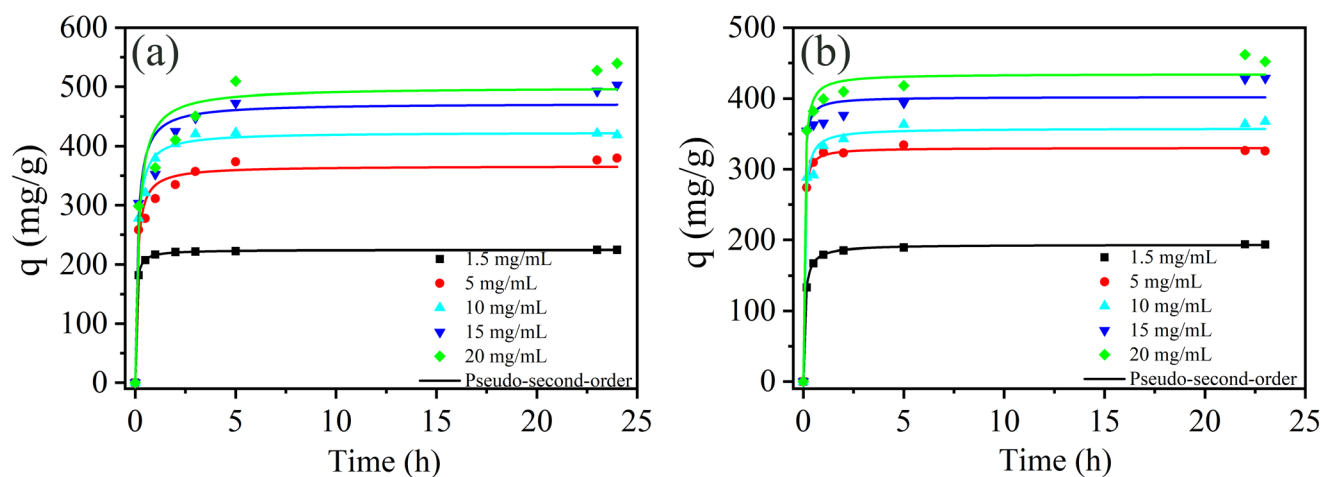 (a)
600
500
400
300
200
100
0
q (mg/g)
0 5 10 15 20 25
Time (h)
1.5 mg/mL
5 mg/mL
10 mg/mL
15 mg/mL
20 mg/mL
Pseudo-second-order
(b)
500
400
300
200
100
0
q (mg/g)
0 5 10 15 20 25
Time (h)
1.5 mg/mL
5 mg/mL
10 mg/mL
15 mg/mL
20 mg/mL
Pseudo-second-order